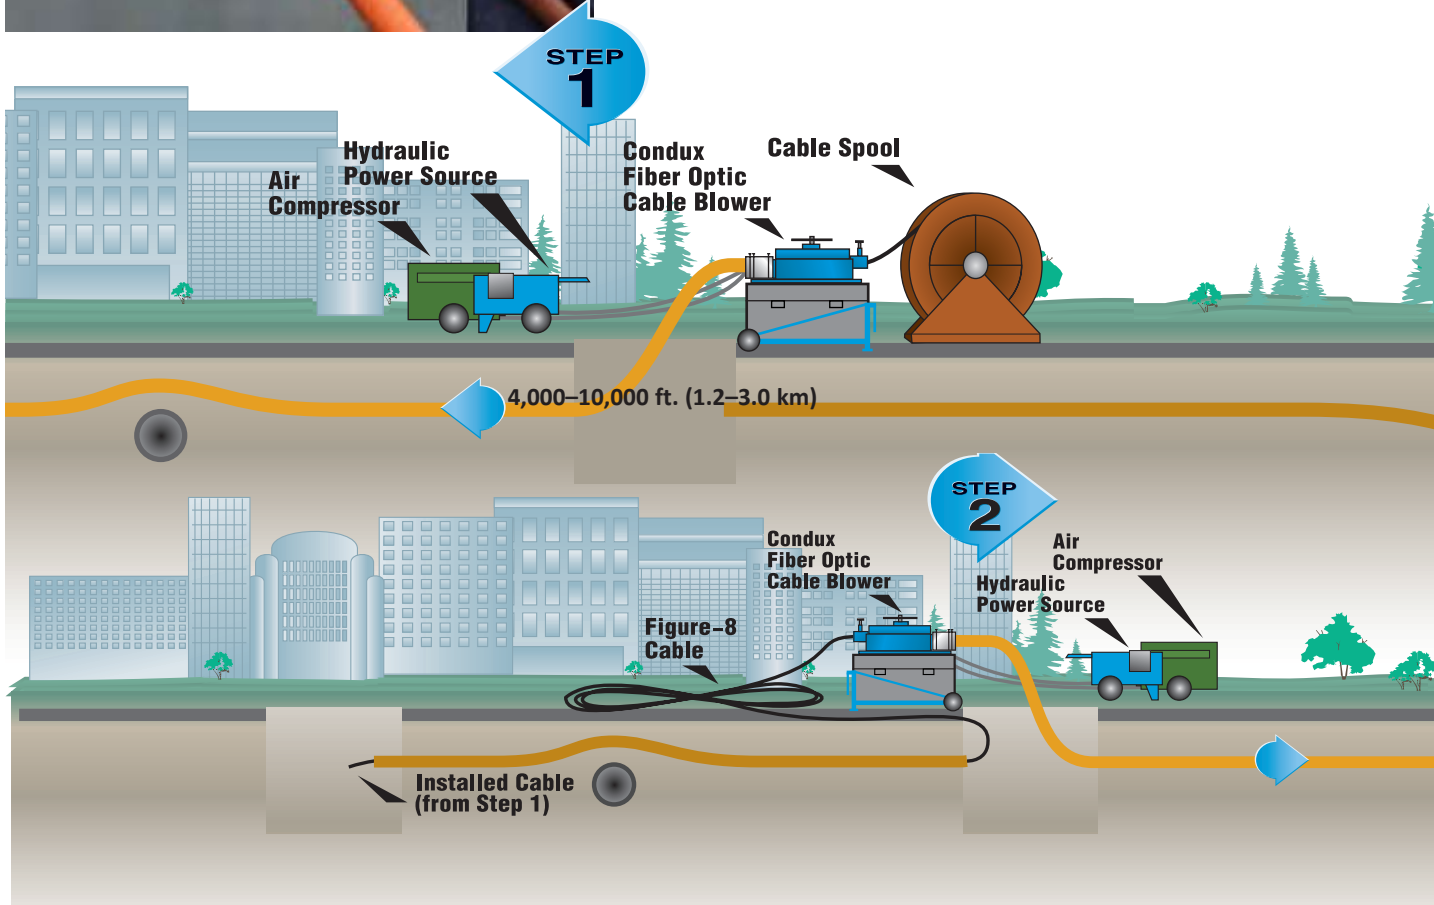 STEP
1
Hydraulic
Power Source
Air
Compressor
Condux
Fiber Optic
Cable Blower
Cable Spool
4,000–10,000 ft. (1.2–3.0 km)
STEP
2
Condux
Fiber Optic
Cable Blower
Air
Compressor
Hydraulic
Power Source
Figure–8
Cable
Installed Cable
(from Step 1)